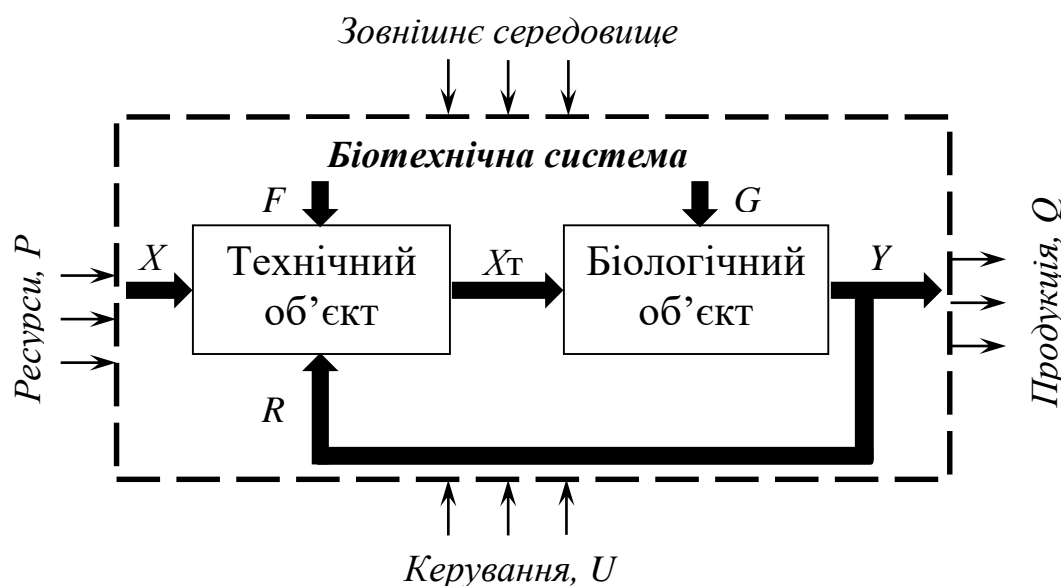 Зовнішнє середовище
Біотехнічна система
F
G
Ресурси, P
X
Технічний
об’єкт
Xт
Біологічний
об’єкт
Y
Продукція, Q
R
Керування, U